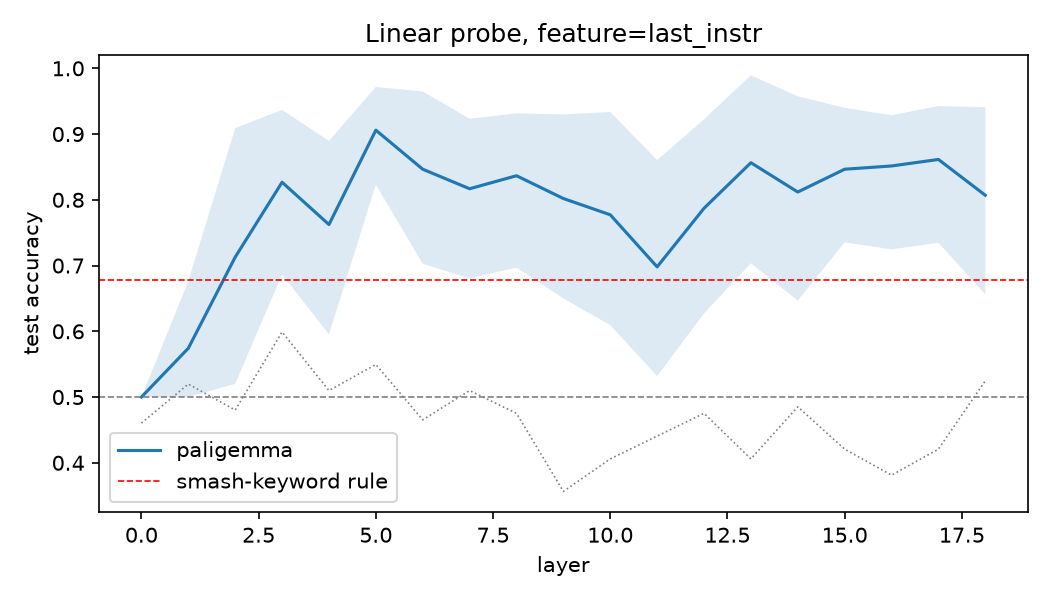 Linear probe, feature=last_instr
test accuracy
1.0
0.9
0.8
0.7
0.6
0.5
0.4
paligemma
smash-keyword rule
0.0 2.5 5.0 7.5 10.0 12.5 15.0 17.5
layer